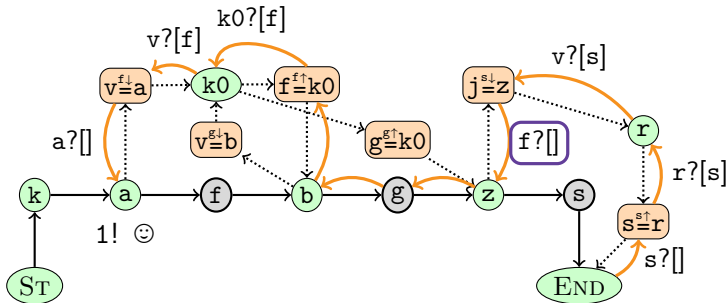 k0?[f]
v?[f]
v?[s]
v=a f↓
k0
f=k0 f↑
j=z s↓
a?[]
v=b g↓
g=k0 g↑
f?[]
r
k
a
f
b
g
z
s
r?[s]
1! ☺
s=r s↑
s?[]
ST
END